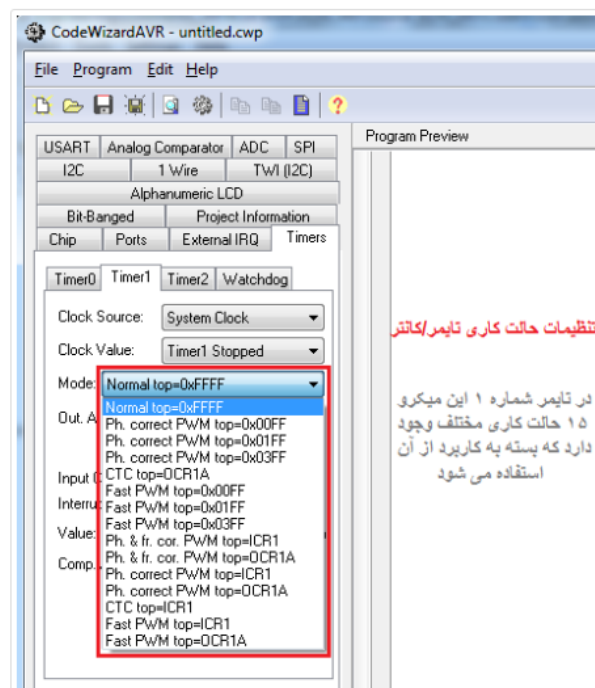 CodeWizardAVR - untitled.cwp
File Program Edit Help
Program Preview
USART Analog Comparator ADC SPI
I2C 1 Wire TWI (I2C)
Alphanumeric LCD
Bit-Banged Project Information
Chip Ports External IRQ Timers
Timer0 Timer1 Timer2 Watchdog
Clock Source: System Clock
Clock Value: Timer1 Stopped
Mode: Normal top=0xFFFF
Normal top=0xFFFF
Out. A
Ph. correct PWM top=0x00FF
Ph. correct PWM top=0x01FF
Ph. correct PWM top=0x03FF
Input
CTC top=OCR1A
Fast PWM top=0x00FF
Fast PWM top=0x01FF
Fast PWM top=0x03FF
Value:
Ph. & fr. cor. PWM top=ICR1
Ph. & fr. cor. PWM top=OCR1A
Comp.
Ph. correct PWM top=ICR1
Ph. correct PWM top=OCR1A
CTC top=ICR1
Fast PWM top=ICR1
Fast PWM top=OCR1A
تنظیمات حالت کاری تایمر/کانتر
در تایمر شماره ۱ این میکرو
۱۵ حالت کاری مختلف وجود
دارد که بسته به کاربرد از آن
استفاده می شود